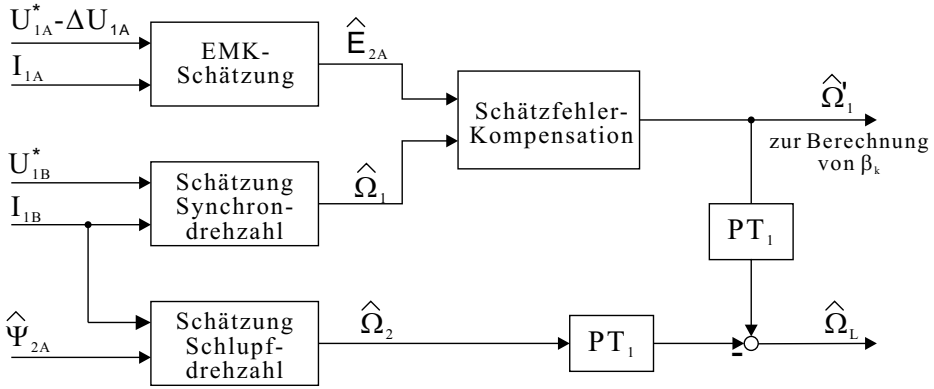 U*1A-ΔU1A
I1A
EMK-
Schätzung
Ê2A
Schätzfehler-
Kompensation
Ω̂'1
zur Berechnung
von βk
U*1B
I1B
Schätzung
Synchron-
drehzahl
Ω̂1
PT1
Ψ̂2A
Schätzung
Schlupf-
drehzahl
Ω̂2
PT1
-
Ω̂L